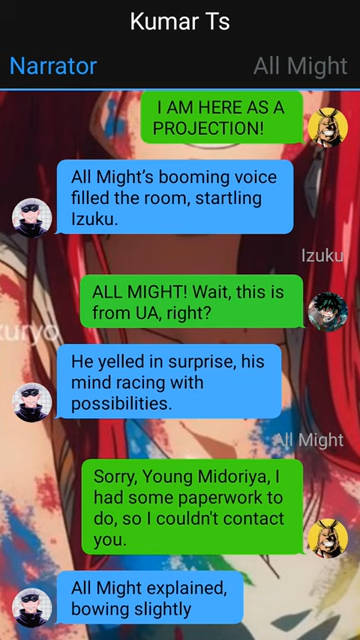 Kumar Ts
Narrator
All Might
I AM HERE AS A
PROJECTION!
All Might’s booming voice
filled the room, startling
Izuku.
Izuku
ALL MIGHT! Wait, this is
from UA, right?
kuryō
He yelled in surprise, his
mind racing with
possibilities.
All Might
Sorry, Young Midoriya, I
had some paperwork to
do, so I couldn't contact
you.
All Might explained,
bowing slightly